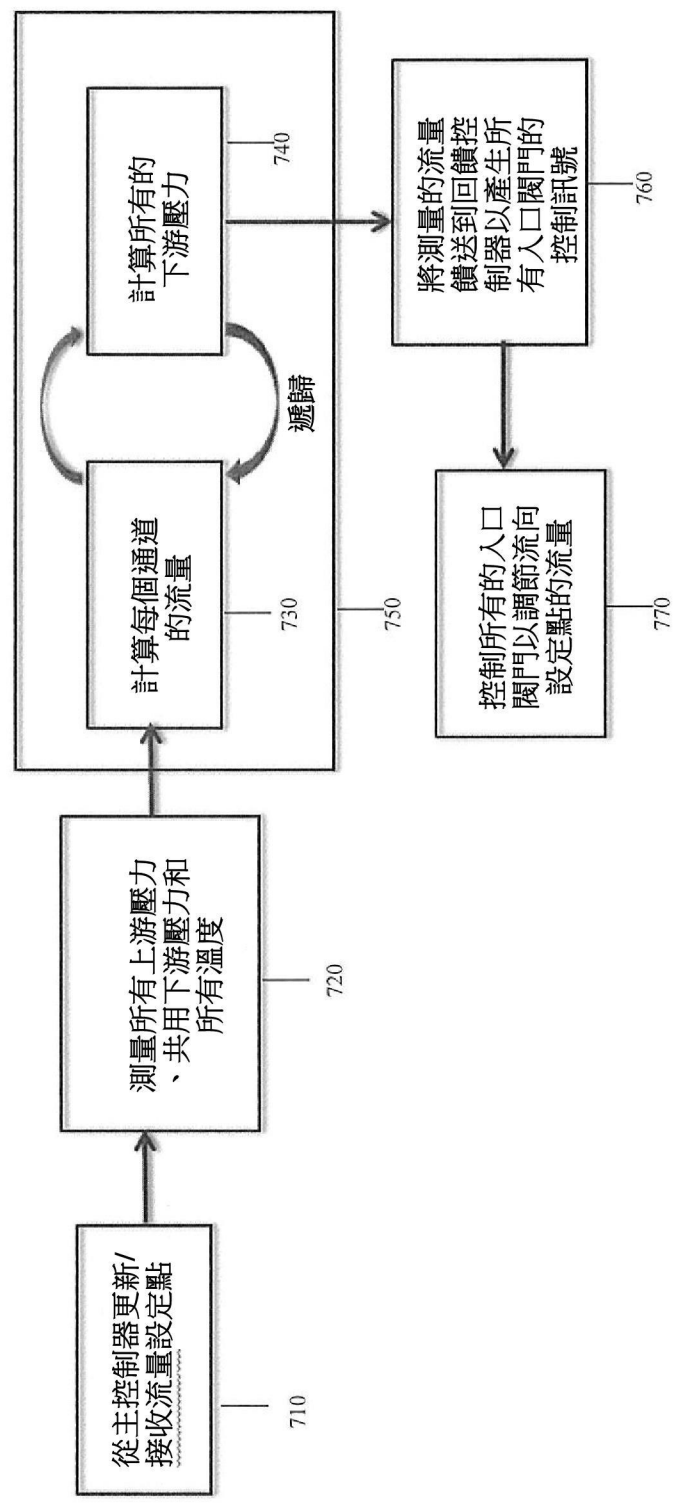 從主控制器更新/
接收流量設定點
710
測量所有上游壓力
、共用下游壓力和
所有溫度
720
計算每個通道
的流量
730
遞歸
計算所有的
下游壓力
740
750
將測量的流量
饋送到回饋控
制器以產生所
有入口閥門的
控制訊號
760
控制所有的入口
閥門以調節流向
設定點的流量
770